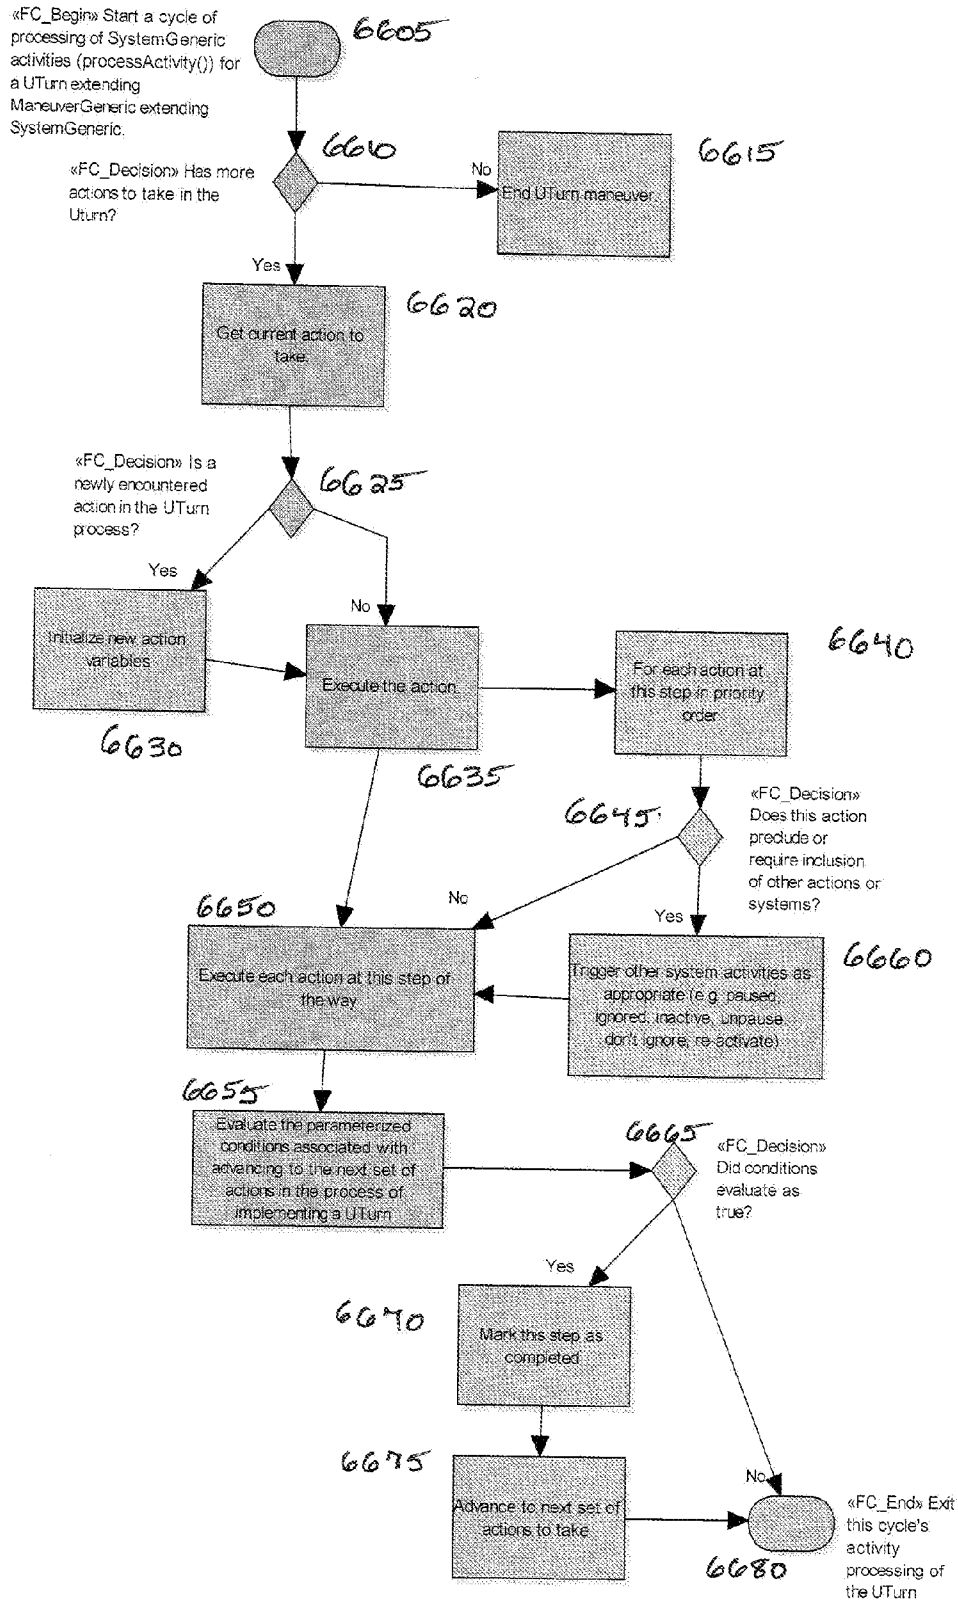 «FC_Begin» Start a cycle of
processing of SystemGeneric
activities (processActivity()) for
a UTurn extending
ManeuverGeneric extending
SystemGeneric.
6605
«FC_Decision» Has more
actions to take in the
Uturn?
6610
No
End UTurn maneuver.
6615
Yes
Get current action to
take.
6620
«FC_Decision» Is a
newly encountered
action in the UTurn
process?
6625
Yes
No
Initialize new action
variables
6630
Execute the action.
6635
For each action at
this step in priority
order
6640
6645
«FC_Decision»
Does this action
preclude or
require inclusion
of other actions or
systems?
No
Yes
6650
Execute each action at this step of
the way
Trigger other system activities as
appropriate (e.g. paused,
ignored, inactive, unpause,
don't ignore, re-activate)
6660
6655
Evaluate the parameterized
conditions associated with
advancing to the next set of
actions in the process of
implementing a UTurn
6665
«FC_Decision»
Did conditions
evaluate as
true?
Yes
6670
Mark this step as
completed
6675
Advance to next set of
actions to take
No
6680
«FC_End» Exit
this cycle's
activity
processing of
the UTurn